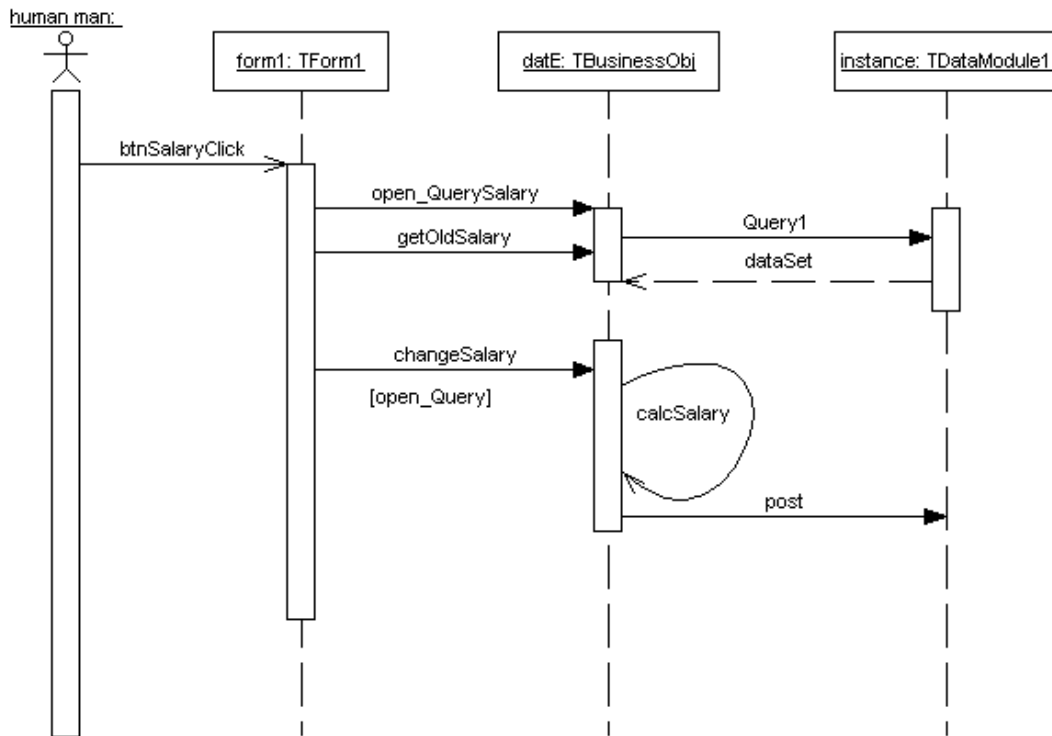 human man:
form1: TForm1
datE: TBusinessObj
instance: TDataModule1
btnSalaryClick
open_QuerySalary
Query1
getOldSalary
dataSet
changeSalary
[open_Query]
calcSalary
post